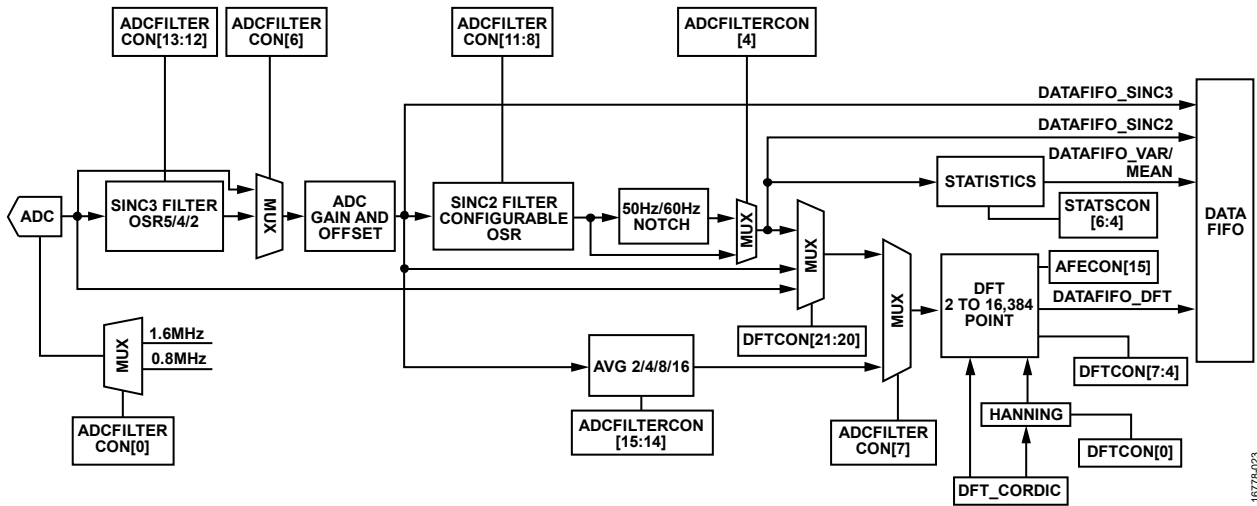 ADCFILTER
CON[13:12]
ADCFILTER
CON[6]
ADCFILTER
CON[11:8]
ADCFILTERCON
[4]
DATAFIFO_SINC3
DATAFIFO_SINC2
DATAFIFO_VAR/
MEAN
ADC
SINC3 FILTER
OSR5/4/2
MUX
ADC
GAIN AND
OFFSET
SINC2 FILTER
CONFIGURABLE
OSR
50Hz/60Hz
NOTCH
MUX
STATISTICS
STATSCON
[6:4]
DATA
FIFO
MUX
MUX
AFECON[15]
DFT
2 TO 16,384
POINT
DATAFIFO_DFT
DFTCON[21:20]
MUX
1.6MHz
0.8MHz
AVG 2/4/8/16
DFTCON[7:4]
ADCFILTER
CON[0]
ADCFILTERCON
[15:14]
ADCFILTER
CON[7]
HANNING
DFTCON[0]
DFT_CORDIC
16778-023